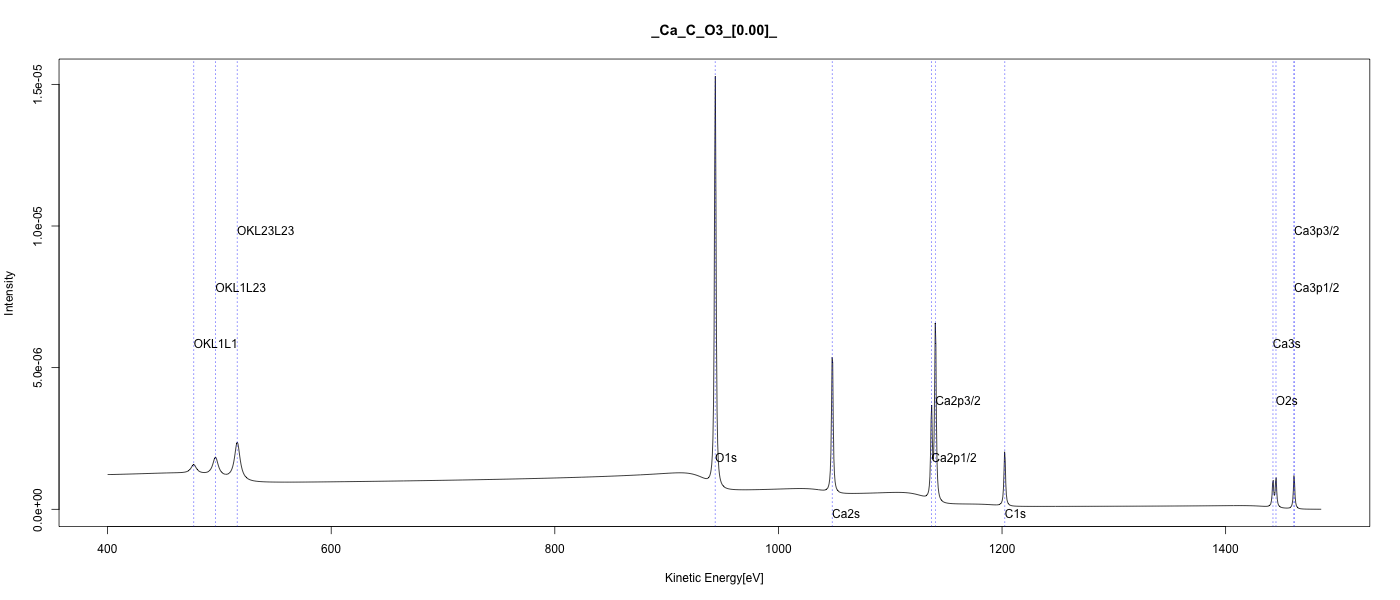 _Ca_C_O3_[0.00]_
1.5e-05
1.0e-05
5.0e-06
0.0e+00
Intensity
OKL23L23
OKL1L23
OKL1L1
O1s
Ca2s
Ca2p3/2
Ca2p1/2
C1s
Ca3p3/2
Ca3p1/2
Ca3s
O2s
400 600 800 1000 1200 1400
Kinetic Energy[eV]